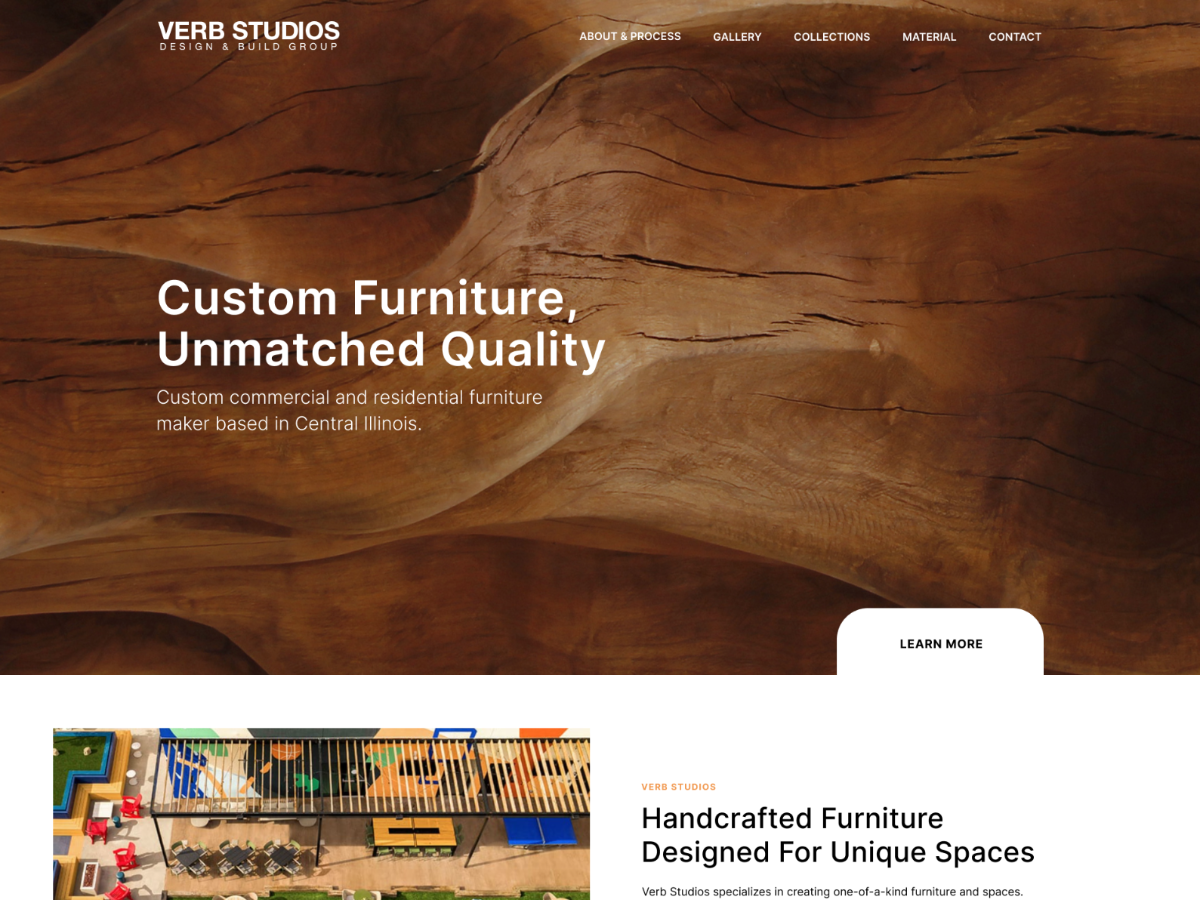 VERB STUDIOS
DESIGN & BUILD GROUP
ABOUT & PROCESS
GALLERY
COLLECTIONS
MATERIAL
CONTACT
Custom Furniture,
Unmatched Quality
Custom commercial and residential furniture
maker based in Central Illinois.
LEARN MORE
VERB STUDIOS
Handcrafted Furniture
Designed For Unique Spaces
Verb Studios specializes in creating one-of-a-kind furniture and spaces.